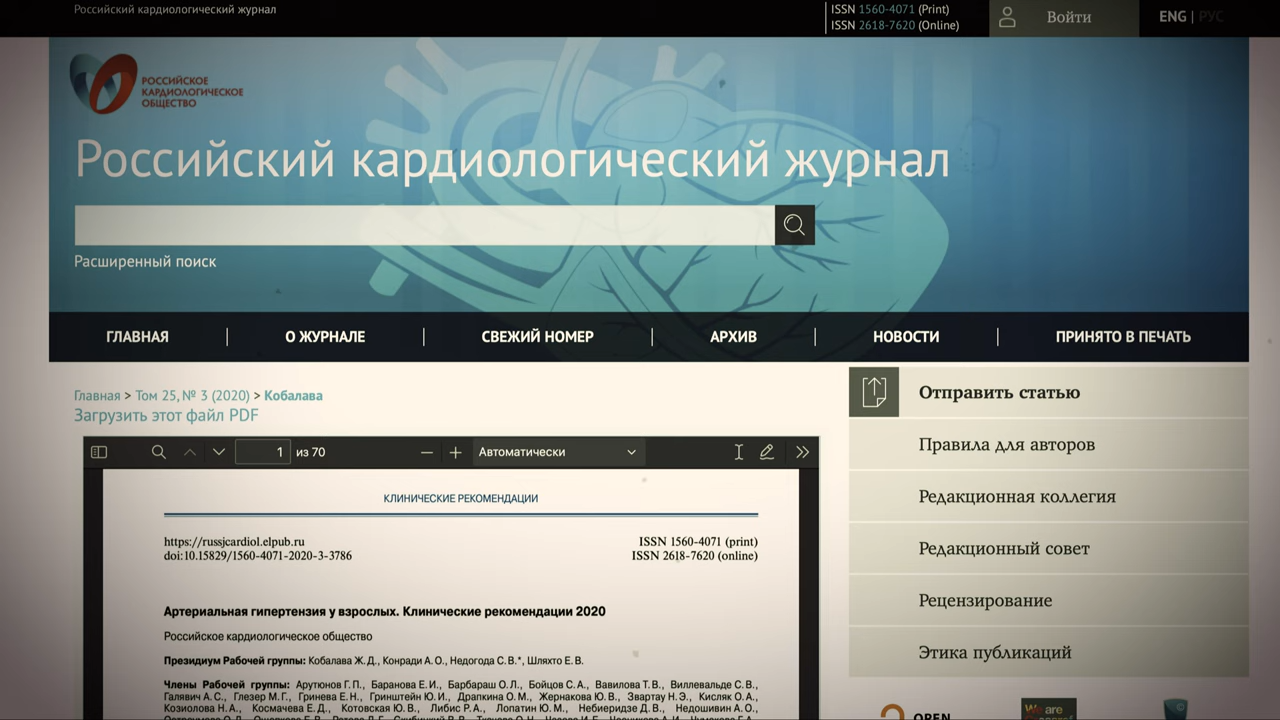 Российский кардиологический журнал
ISSN 1560-4071 (Print)
ISSN 2618-7620 (Online)
Войти
ENG | РУС
РОССИЙСКОЕ
КАРДИОЛОГИЧЕСКОЕ
ОБЩЕСТВО
Российский кардиологический журнал
Расширенный поиск
ГЛАВНАЯ
О ЖУРНАЛЕ
СВЕЖИЙ НОМЕР
АРХИВ
НОВОСТИ
ПРИНЯТО В ПЕЧАТЬ
Главная > Том 25, № 3 (2020) > Кобалава
Загрузить этот файл PDF
1 из 70
Автоматически
КЛИНИЧЕСКИЕ РЕКОМЕНДАЦИИ
https://russjcardiol.elpub.ru
ISSN 1560-4071 (print)
doi:10.15829/1560-4071-2020-3-3786
ISSN 2618-7620 (online)
Артериальная гипертензия у взрослых. Клинические рекомендации 2020
Российское кардиологическое общество
Президиум Рабочей группы: Кобалава Ж. Д., Конради А. О., Недогода С. В.*, Шляхто Е. В.
Члены Рабочей группы: Арутюнов Г. П., Баранова Е. И., Барбараш О. Л., Бойцов С. А., Вавилова Т. В., Виллевальде С. В.,
Галявич А. С., Глезер М. Г., Гринева Е. Н., Гринштейн Ю. И., Драпкина О. М., Жернакова Ю. В., Звартау Н. Э., Кисляк О. А.,
Козиолова Н. А., Космачева Е. Д., Котовская Ю. В., Либис Р. А., Лопатин Ю. М., Небиеридзе Д. В., Недошивин А. О.,
Отправить статью
Правила для авторов
Редакционная коллегия
Редакционный совет
Рецензирование
Этика публикаций
OPEN
We are